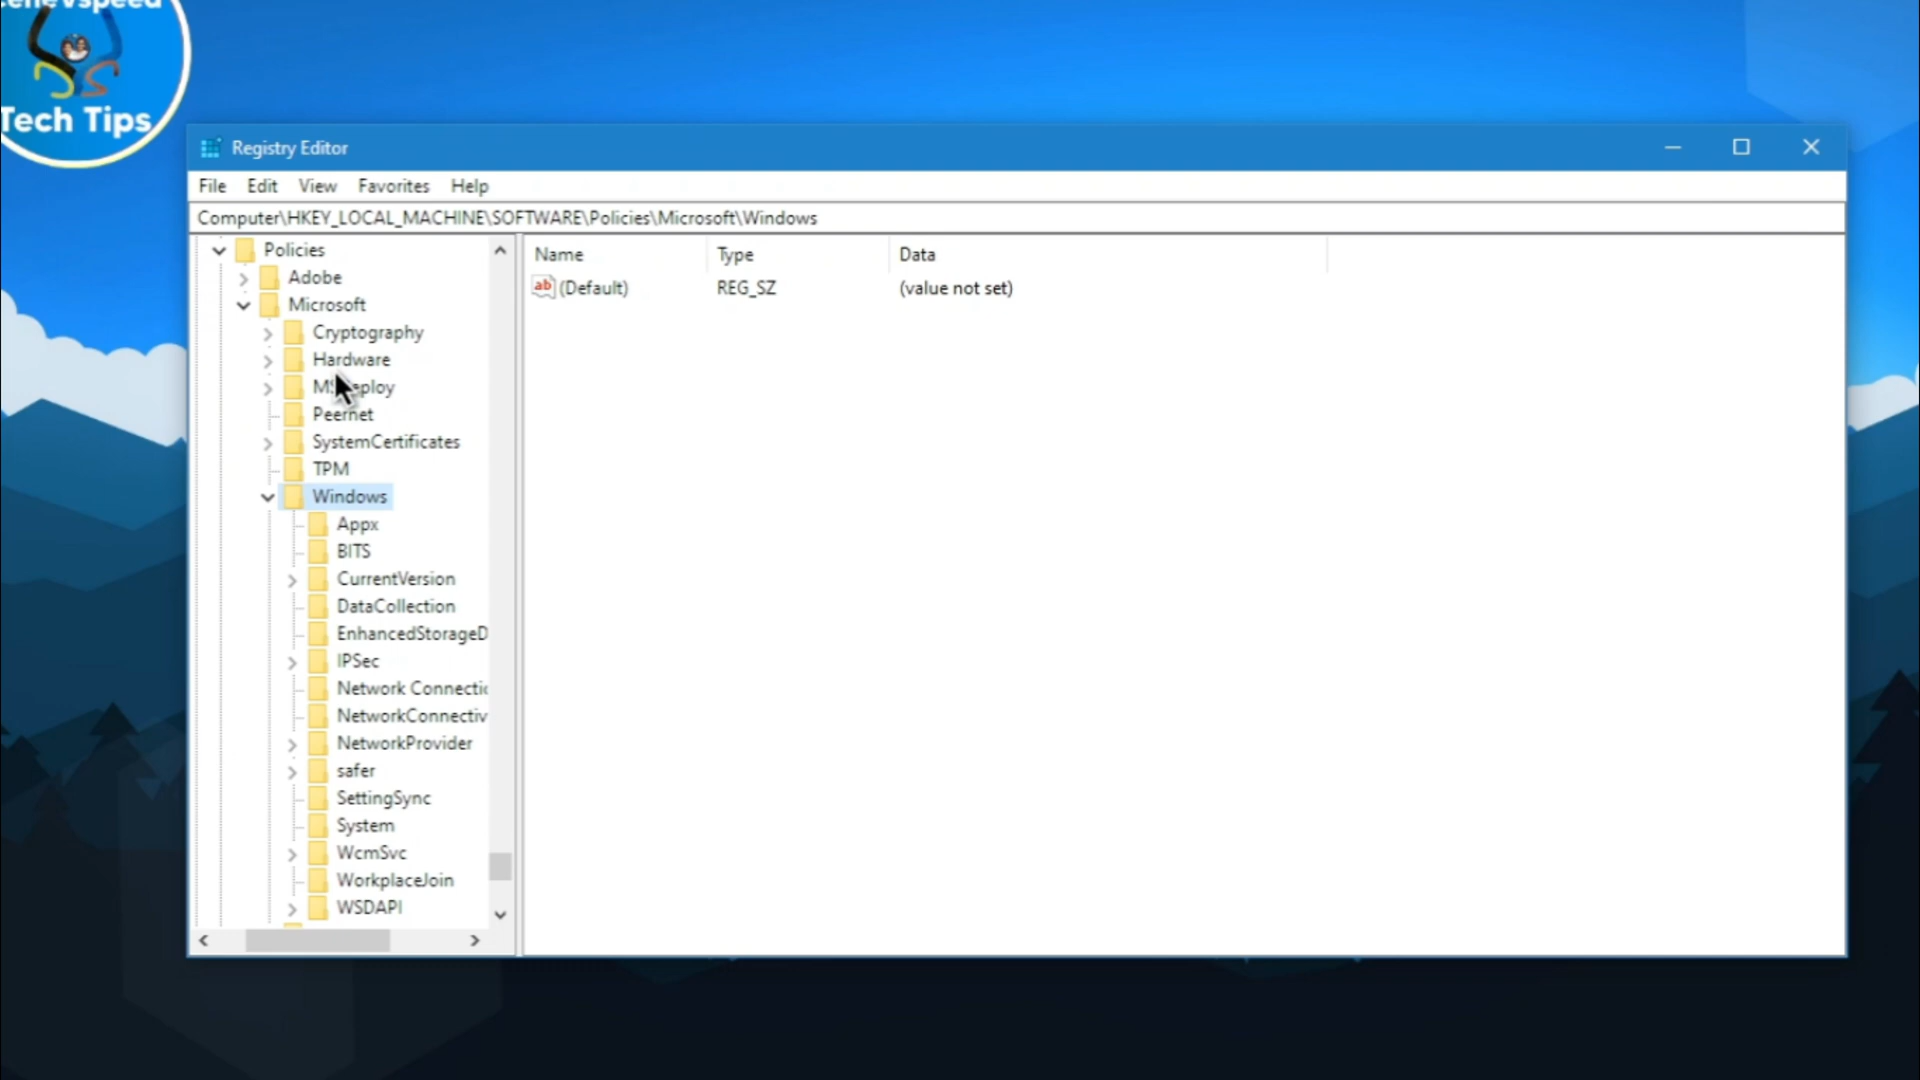 Tech Tips
Registry Editor
File Edit View Favorites Help
Computer\HKEY_LOCAL_MACHINE\SOFTWARE\Policies\Microsoft\Windows
Name Type Data
(Default) REG_SZ (value not set)
Policies
Adobe
Microsoft
Cryptography
Hardware
Peernet
SystemCertificates
TPM
Windows
Appx
BITS
CurrentVersion
DataCollection
EnhancedStorageD
IPSec
Network Connectic
NetworkConnectiv
NetworkProvider
safer
SettingSync
System
WcmSvc
WorkplaceJoin
WSDAPI